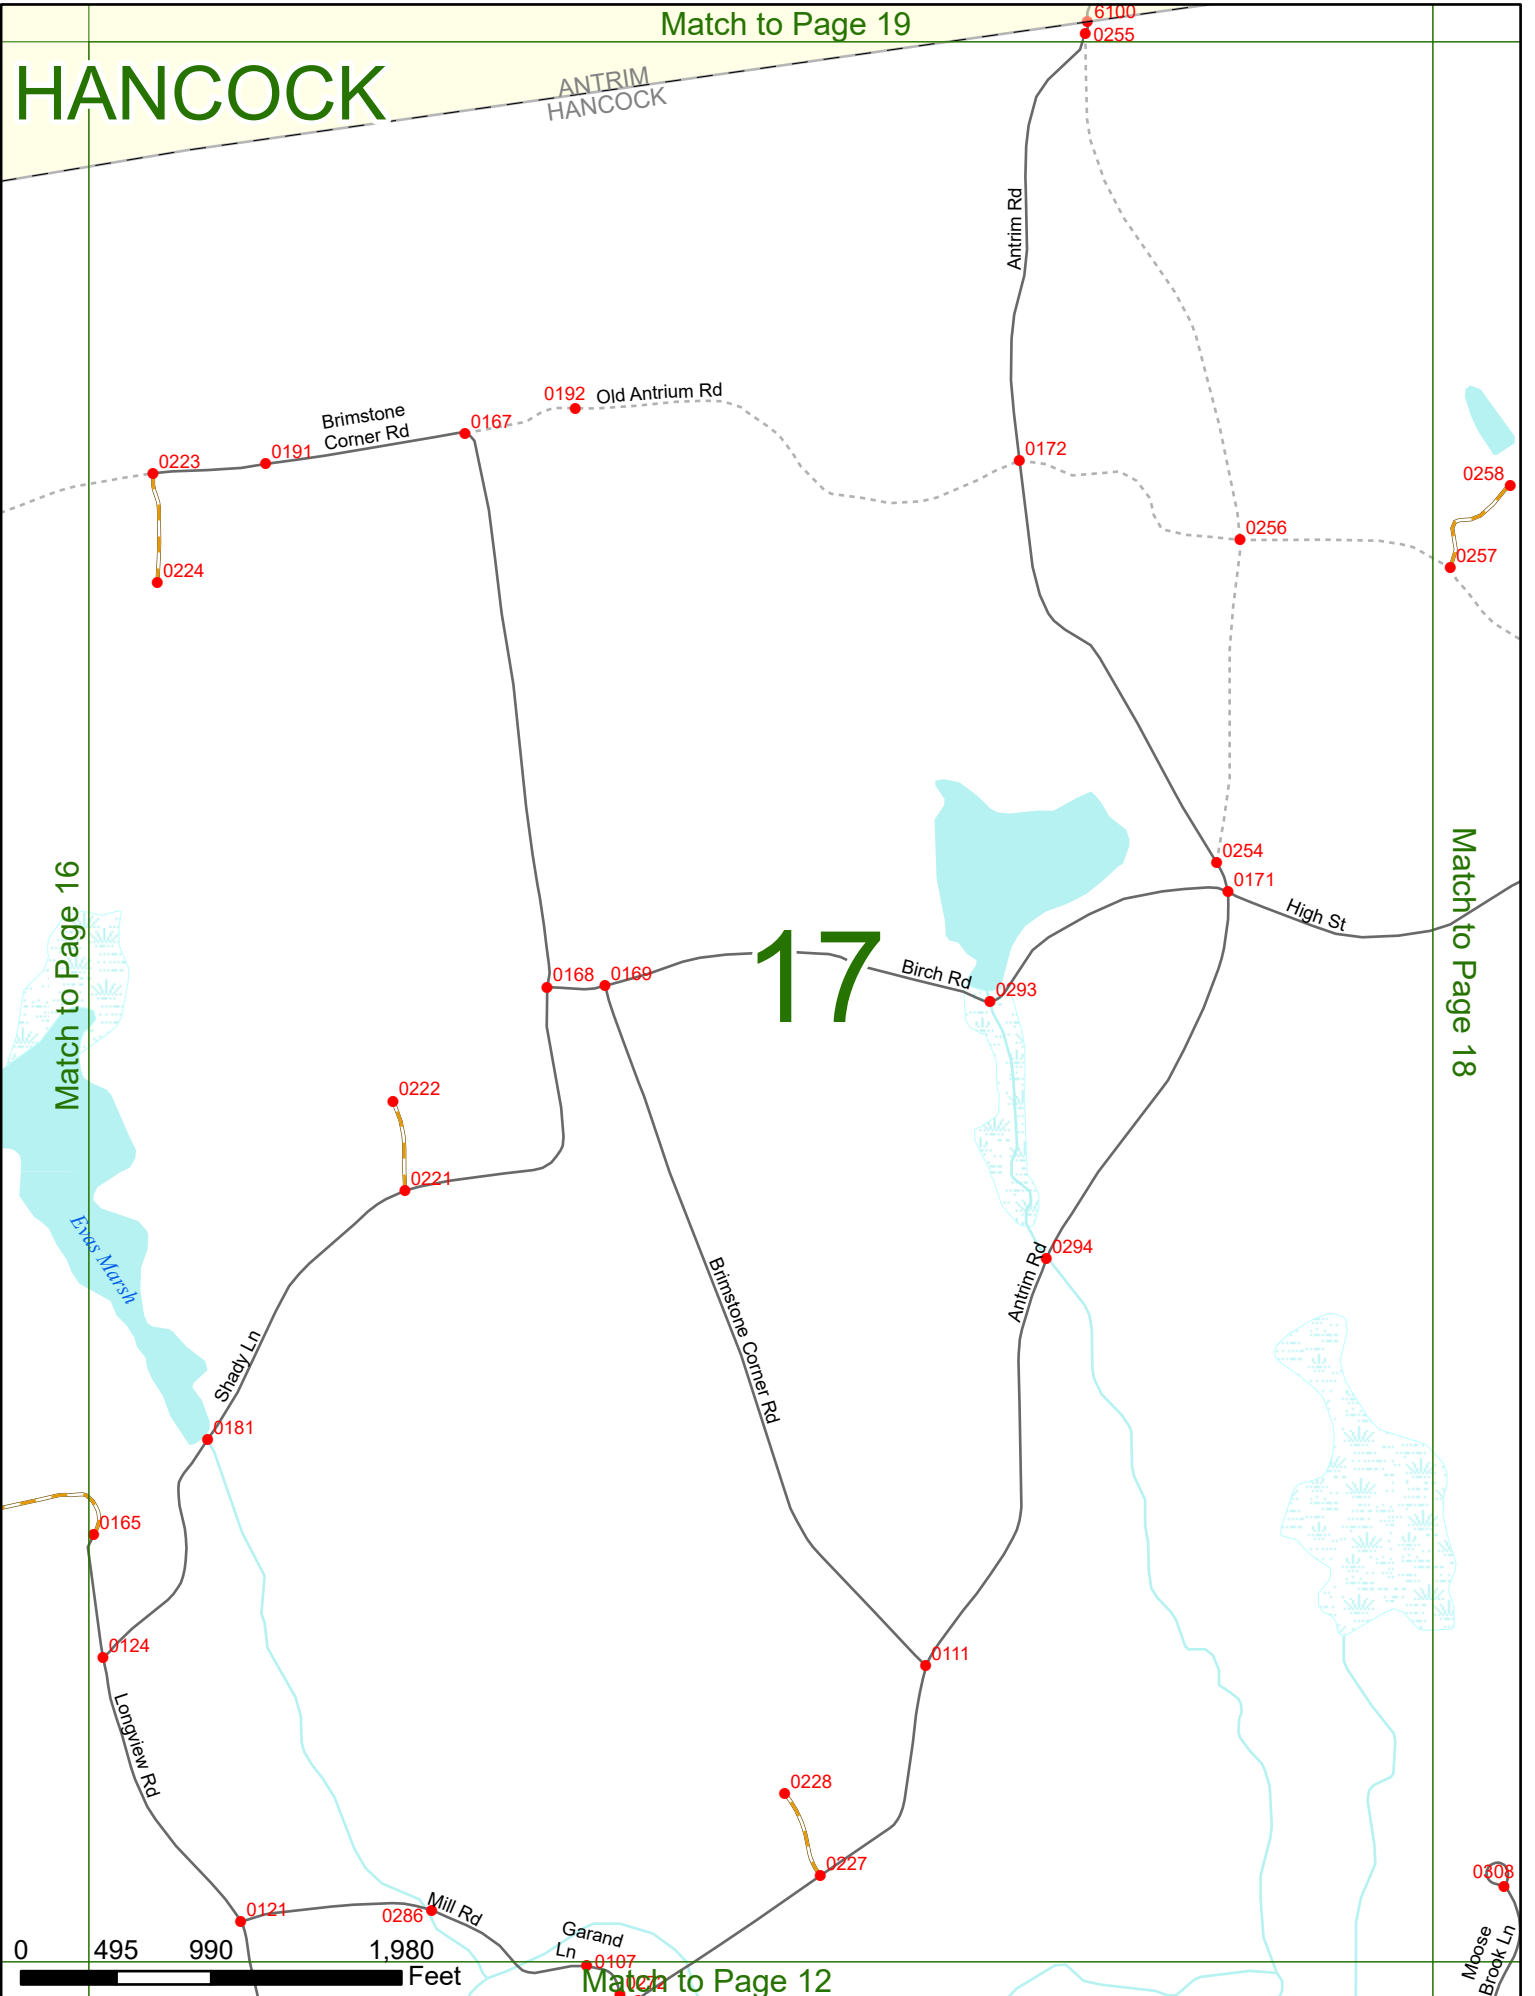 Match to Page 19
6100
0255
HANCOCK
ANTRIM
HANCOCK
Antrim Rd
0192
Old Antrium Rd
Brimstone
Corner Rd
0167
0191
0223
0172
0258
0224
0256
0257
Match to Page 16
Match to Page 18
0254
0171
High St
17
0168
0169
Birch Rd
0293
0222
0221
Evas Marsh
0294
Antrim Rd
Brimstone Corner Rd
Shady Ln
0181
0165
0124
0111
Longview Rd
0228
0227
0308
0121
0286
Mill Rd
Garand
Ln
0107
0272
Moose
Brook Ln
0 495 990 1,980
Feet
Match to Page 12